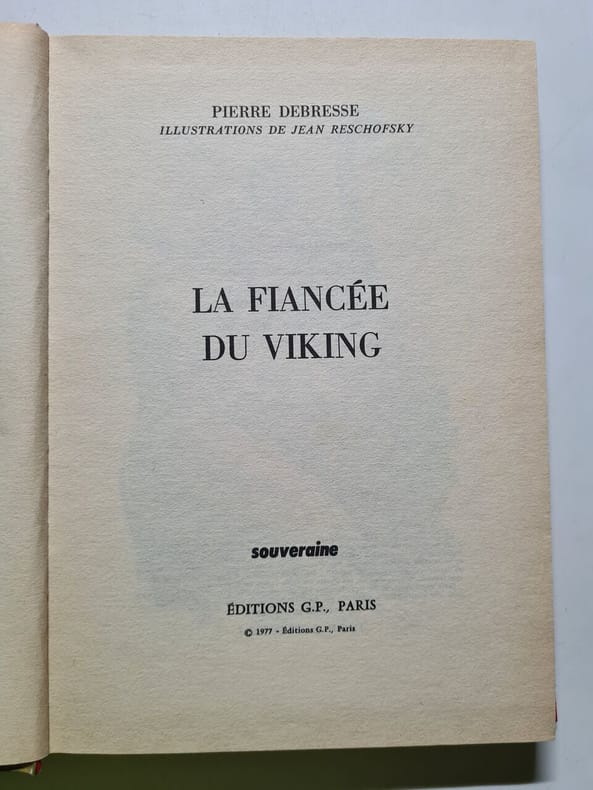 PIERRE DEBRESSE
ILLUSTRATIONS DE JEAN RESCHOFSKY
LA FIANCÉE
DU VIKING
souveraine
ÉDITIONS G.P., PARIS
© 1977 - Éditions G.P., Paris